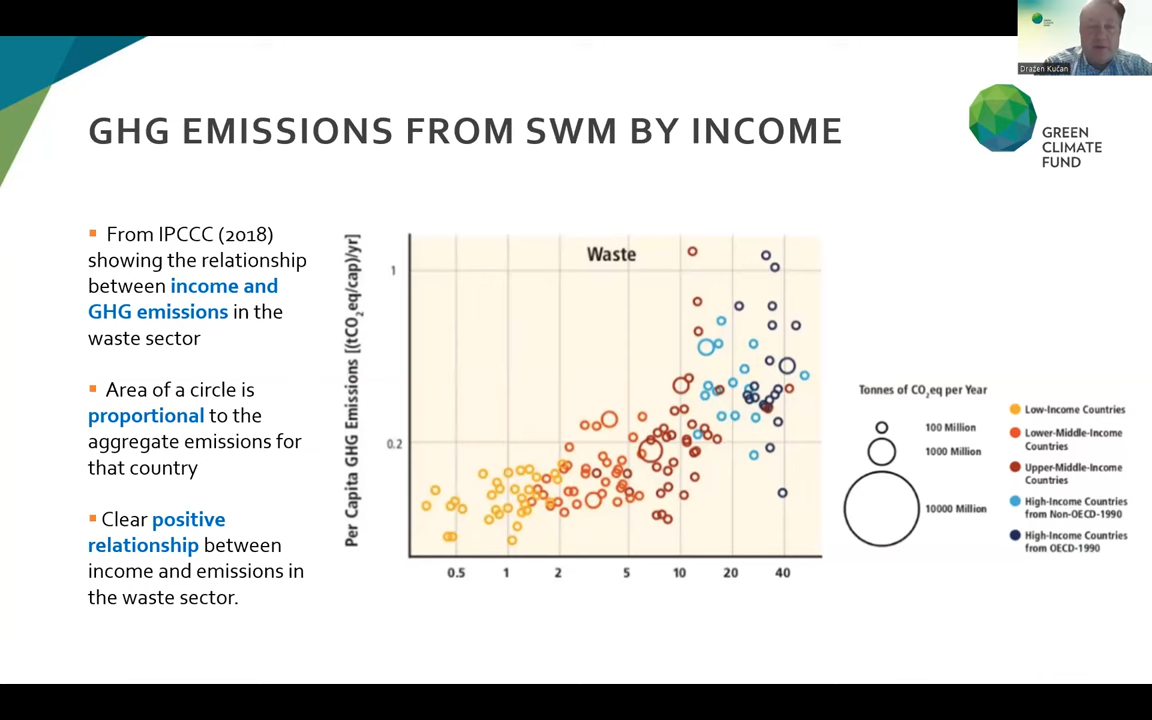 Dražen Kučan
GHG EMISSIONS FROM SWM BY INCOME
GREEN
CLIMATE
FUND
▪ From IPCCC (2018)
showing the relationship
between income and
GHG emissions in the
waste sector
▪ Area of a circle is
proportional to the
aggregate emissions for
that country
▪ Clear positive
relationship between
income and emissions in
the waste sector.
Per Capita GHG Emissions [(tCO₂eq/cap)/yr]
Waste
1
0.2
0.5 1 2 5 10 20 40
Tonnes of CO₂eq per Year
100 Million
1000 Million
10000 Million
Low-Income Countries
Lower-Middle-Income
Countries
Upper-Middle-Income
Countries
High-Income Countries
from Non-OECD-1990
High-Income Countries
from OECD-1990